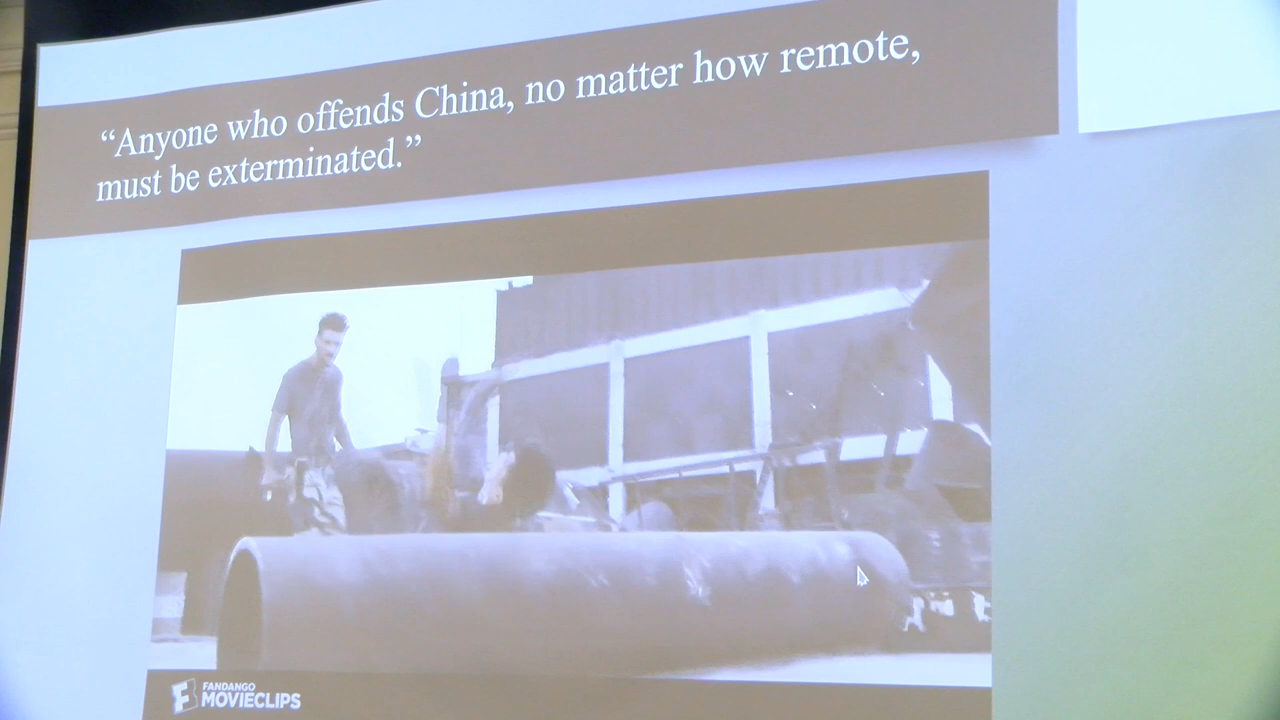 “Anyone who offends China, no matter how remote,
must be exterminated.”
FANDANGO
MOVIECLIPS